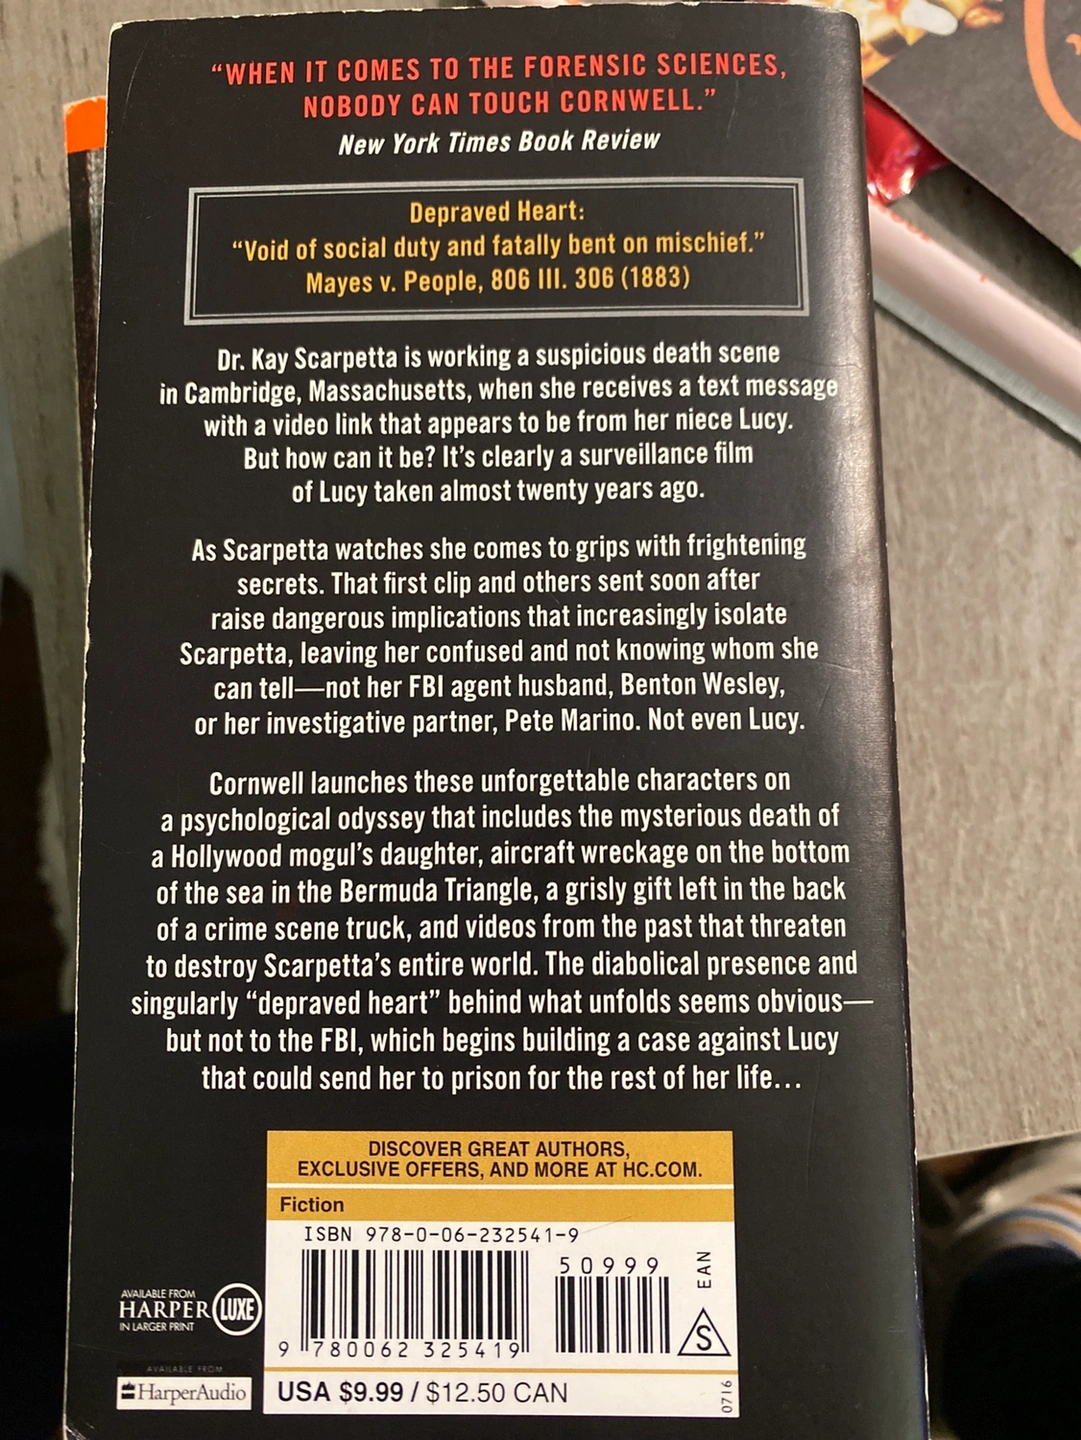 “WHEN IT COMES TO THE FORENSIC SCIENCES,
NOBODY CAN TOUCH CORNWELL.”
New York Times Book Review
Depraved Heart:
“Void of social duty and fatally bent on mischief.”
Mayes v. People, 806 III. 306 (1883)
Dr. Kay Scarpetta is working a suspicious death scene
in Cambridge, Massachusetts, when she receives a text message
with a video link that appears to be from her niece Lucy.
But how can it be? It’s clearly a surveillance film
of Lucy taken almost twenty years ago.
As Scarpetta watches she comes to grips with frightening
secrets. That first clip and others sent soon after
raise dangerous implications that increasingly isolate
Scarpetta, leaving her confused and not knowing whom she
can tell—not her FBI agent husband, Benton Wesley,
or her investigative partner, Pete Marino. Not even Lucy.
Cornwell launches these unforgettable characters on
a psychological odyssey that includes the mysterious death of
a Hollywood mogul’s daughter, aircraft wreckage on the bottom
of the sea in the Bermuda Triangle, a grisly gift left in the back
of a crime scene truck, and videos from the past that threaten
to destroy Scarpetta’s entire world. The diabolical presence and
singularly “depraved heart” behind what unfolds seems obvious—
but not to the FBI, which begins building a case against Lucy
that could send her to prison for the rest of her life...
DISCOVER GREAT AUTHORS,
EXCLUSIVE OFFERS, AND MORE AT HC.COM.
Fiction
ISBN 978-0-06-232541-9
50999
EAN
S
9 780062 325419
AVAILABLE FROM
HARPER LUXE
IN LARGER PRINT
AVAILABLE FROM
HarperAudio
USA $9.99 / $12.50 CAN
0716